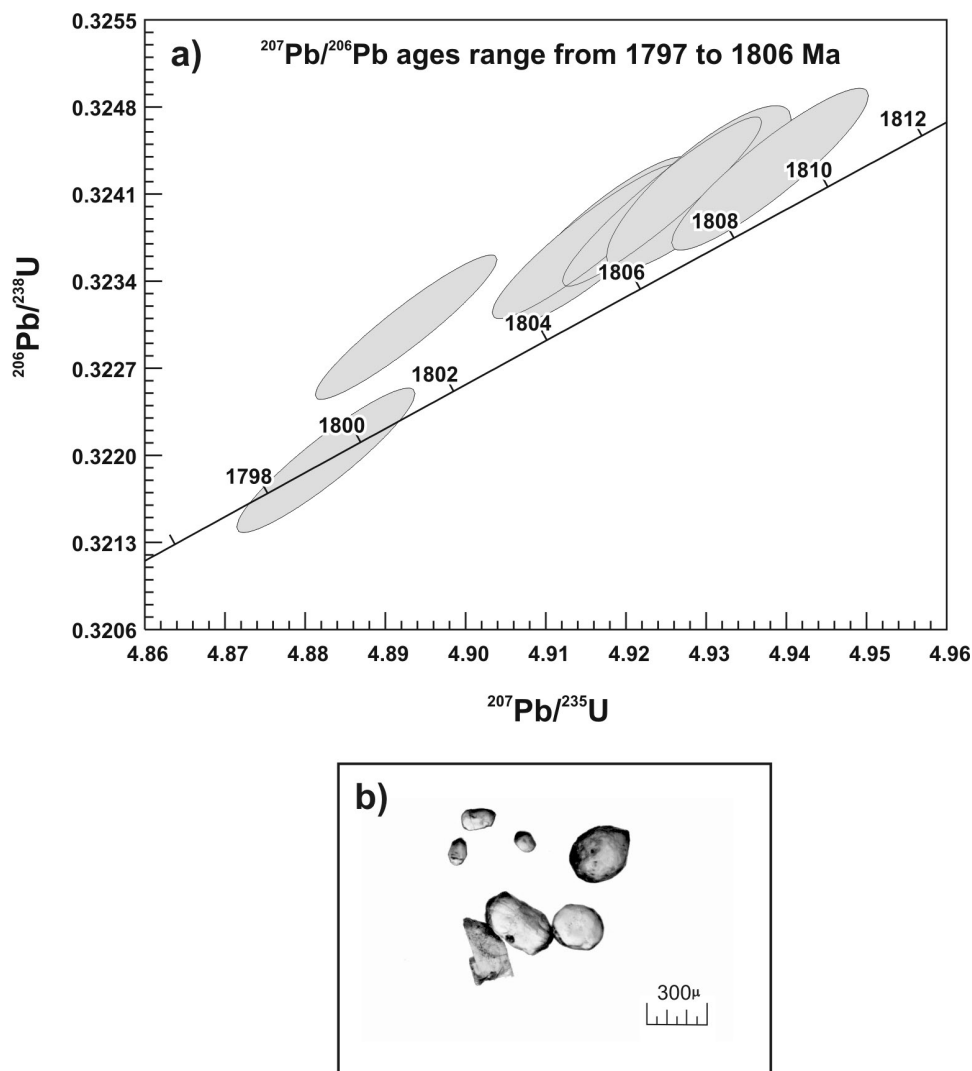 a) ²⁰⁷Pb/²⁰⁶Pb ages range from 1797 to 1806 Ma
0.3255
0.3248
0.3241
0.3234
0.3227
0.3220
0.3213
0.3206
²⁰⁶Pb/²³⁸U
1812
1810
1808
1806
1804
1802
1800
1798
4.86 4.87 4.88 4.89 4.90 4.91 4.92 4.93 4.94 4.95 4.96
²⁰⁷Pb/²³⁵U
b)
300μ